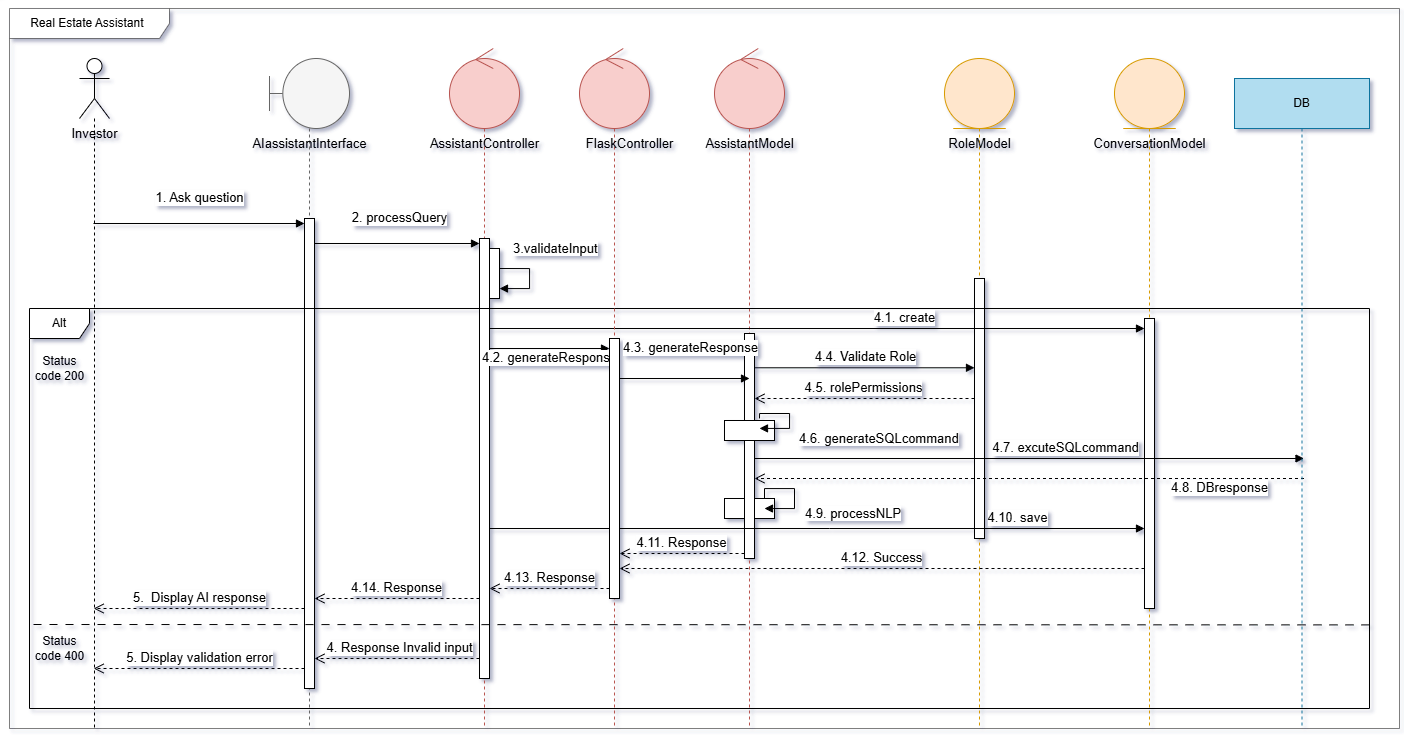 Real Estate Assistant
Investor
AIassistantInterface
AssistantController
FlaskController
AssistantModel
RoleModel
ConversationModel
DB
1. Ask question
2. processQuery
3.validateInput
Alt
Status
code 200
4.1. create
4.2. generateRespons
4.3. generateResponse
4.4. Validate Role
4.5. rolePermissions
4.6. generateSQLcommand
4.7. excuteSQLcommand
4.8. DBresponse
4.9. processNLP
4.10. save
4.11. Response
4.12. Success
4.13. Response
4.14. Response
5. Display AI response
Status
code 400
4. Response Invalid input
5. Display validation error